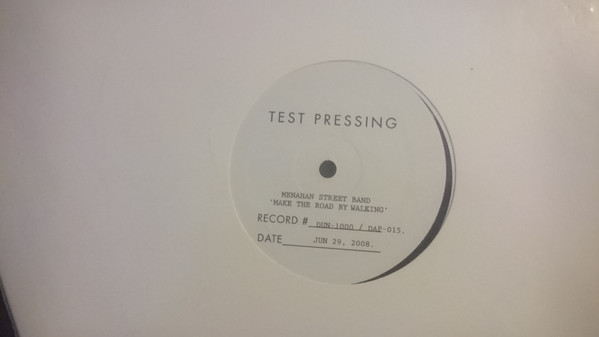 TEST PRESSING
MENAHAN STREET BAND
'MAKE THE ROAD BY WALKING'
RECORD # DUN-1000 / DAP-015.
DATE JUN 29, 2008.